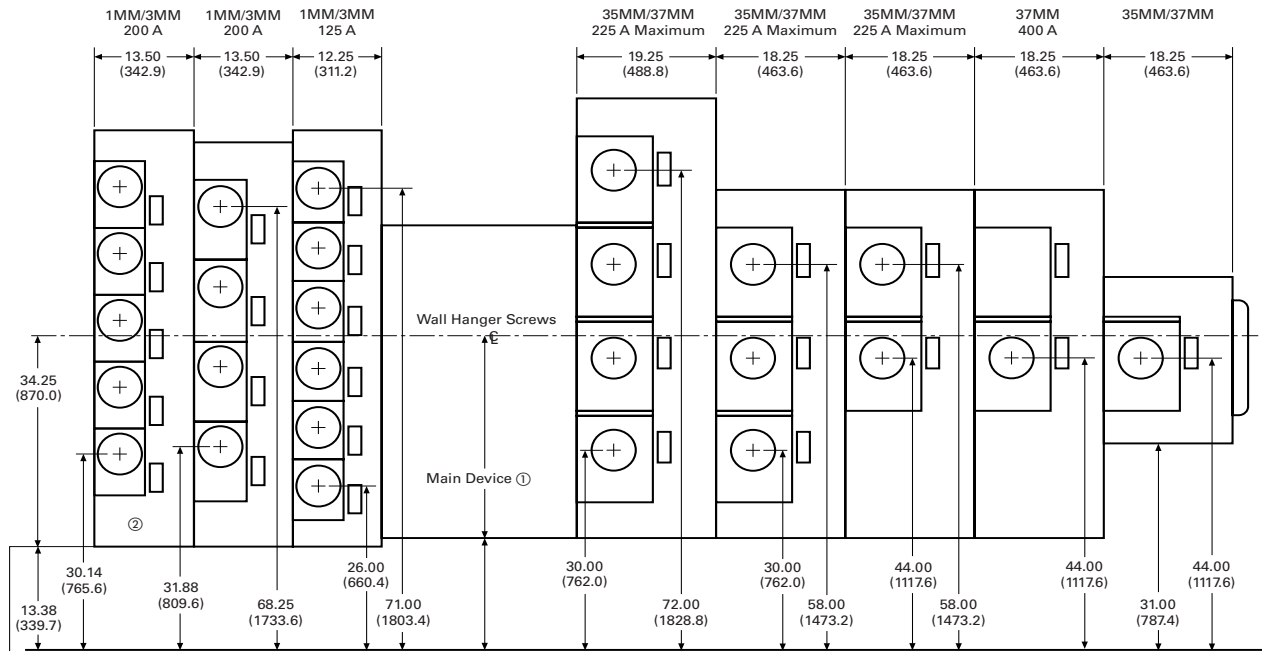 1MM/3MM
200 A
1MM/3MM
200 A
1MM/3MM
125 A
35MM/37MM
225 A Maximum
35MM/37MM
225 A Maximum
35MM/37MM
225 A Maximum
37MM
400 A
35MM/37MM
13.50
(342.9)
13.50
(342.9)
12.25
(311.2)
19.25
(488.8)
18.25
(463.6)
18.25
(463.6)
18.25
(463.6)
18.25
(463.6)
Wall Hanger Screws
℄
34.25
(870.0)
Main Device ①
②
30.14
(765.6)
31.88
(809.6)
68.25
(1733.6)
26.00
(660.4)
71.00
(1803.4)
30.00
(762.0)
72.00
(1828.8)
30.00
(762.0)
58.00
(1473.2)
44.00
(1117.6)
58.00
(1473.2)
44.00
(1117.6)
31.00
(787.4)
44.00
(1117.6)
13.38
(339.7)